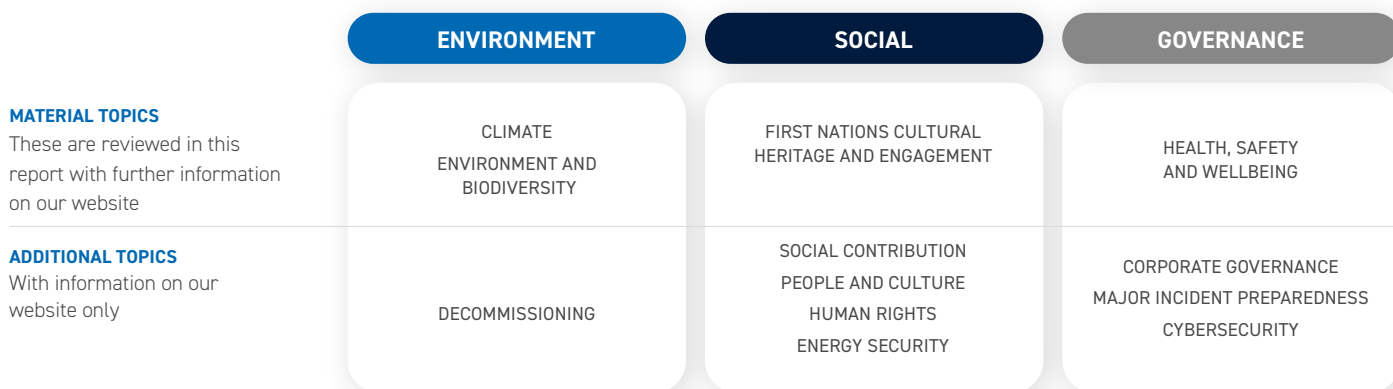 ENVIRONMENT
SOCIAL
GOVERNANCE
MATERIAL TOPICS
These are reviewed in this
report with further information
on our website
CLIMATE
ENVIRONMENT AND
BIODIVERSITY
FIRST NATIONS CULTURAL
HERITAGE AND ENGAGEMENT
HEALTH, SAFETY
AND WELLBEING
ADDITIONAL TOPICS
With information on our
website only
DECOMMISSIONING
SOCIAL CONTRIBUTION
PEOPLE AND CULTURE
HUMAN RIGHTS
ENERGY SECURITY
CORPORATE GOVERNANCE
MAJOR INCIDENT PREPAREDNESS
CYBERSECURITY